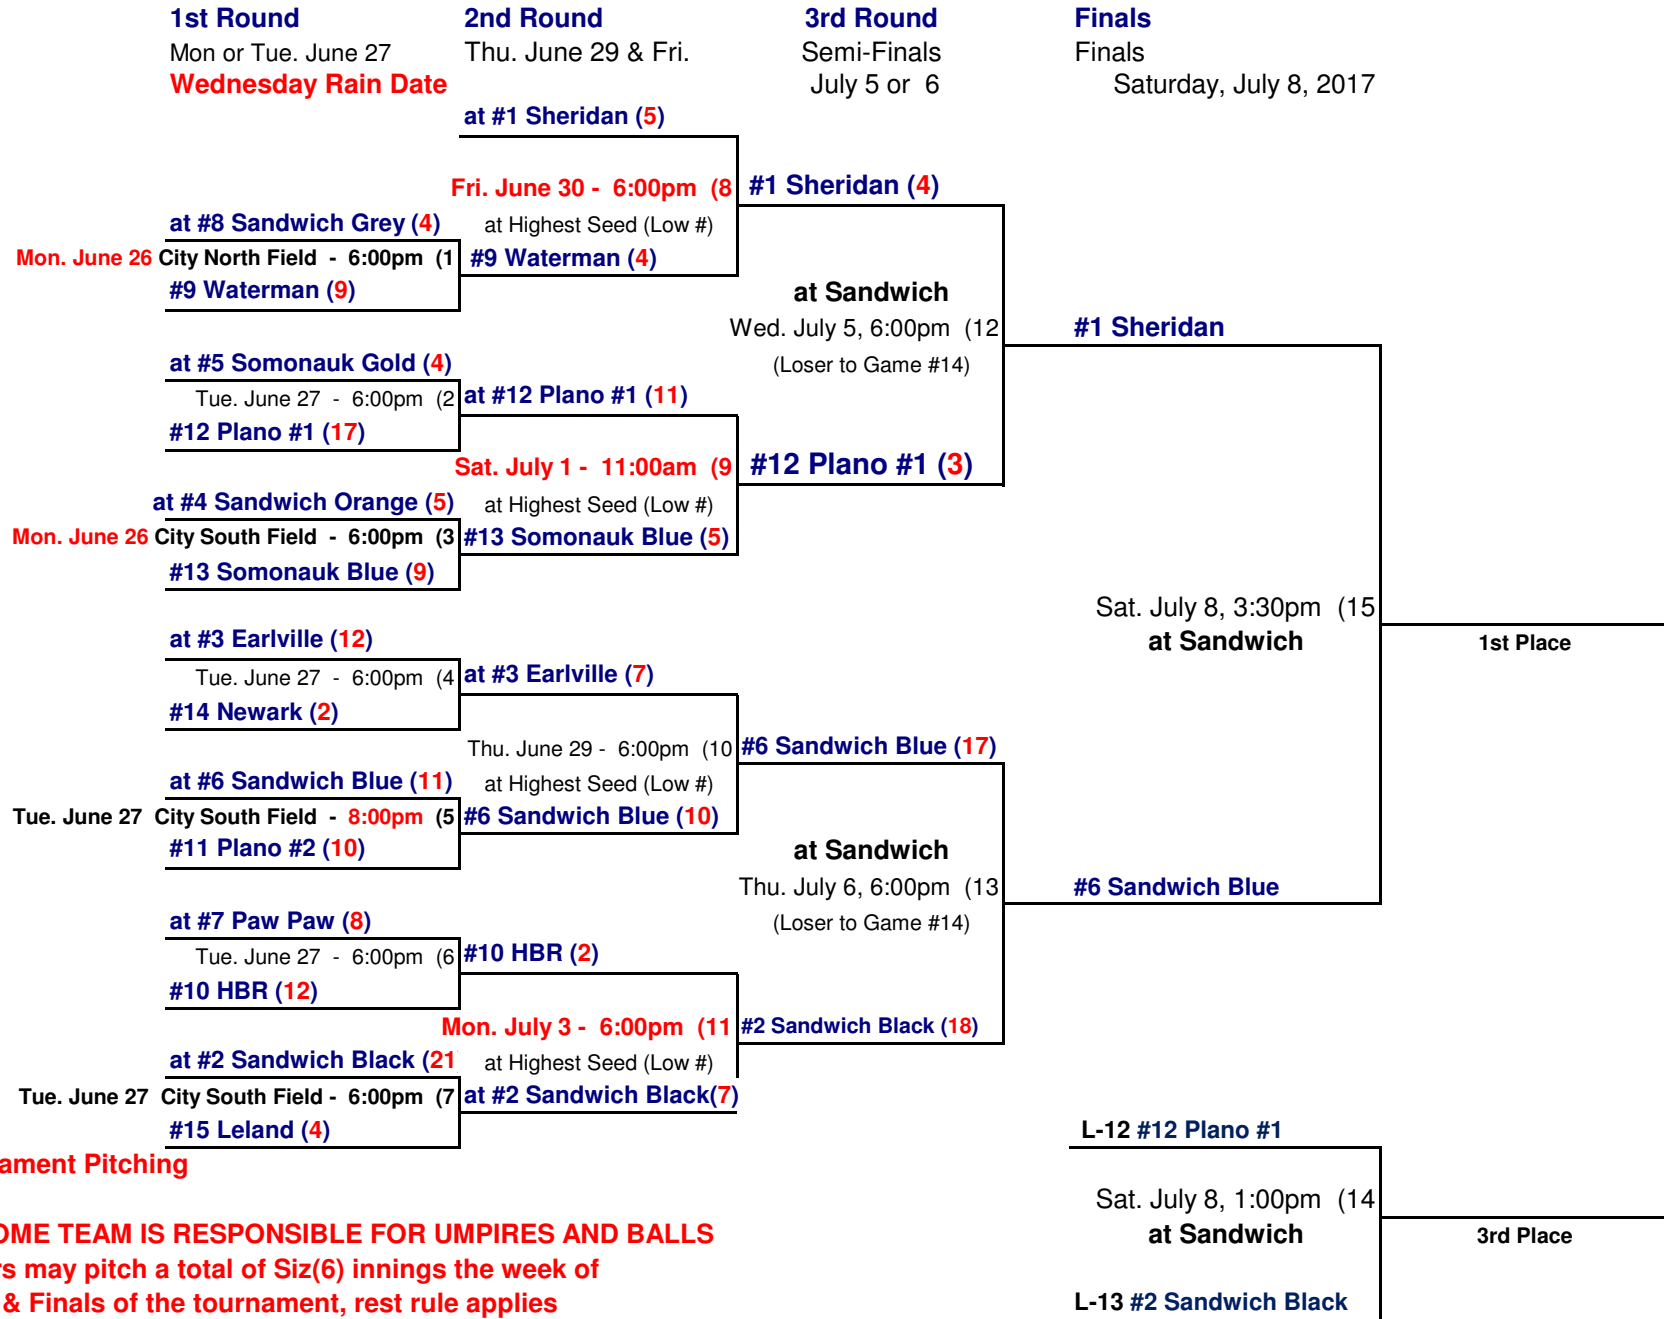 1st Round 2nd Round 3rd Round Finals
Mon or Tue. June 27 Thu. June 29 & Fri. Semi-Finals Finals
Wednesday Rain Date July 5 or 6 Saturday, July 8, 2017
at #1 Sheridan (5)
Fri. June 30 - 6:00pm (8 #1 Sheridan (4)
at #8 Sandwich Grey (4) at Highest Seed (Low #)
Mon. June 26 City North Field - 6:00pm (1 #9 Waterman (4)
#9 Waterman (9) at Sandwich
Wed. July 5, 6:00pm (12 #1 Sheridan
at #5 Somonauk Gold (4) (Loser to Game #14)
Tue. June 27 - 6:00pm (2 at #12 Plano #1 (11)
#12 Plano #1 (17)
Sat. July 1 - 11:00am (9 #12 Plano #1 (3)
at #4 Sandwich Orange (5) at Highest Seed (Low #)
Mon. June 26 City South Field - 6:00pm (3 #13 Somonauk Blue (5)
#13 Somonauk Blue (9)
Sat. July 8, 3:30pm (15
at #3 Earlville (12) at Sandwich 1st Place
Tue. June 27 - 6:00pm (4 at #3 Earlville (7)
#14 Newark (2)
Thu. June 29 - 6:00pm (10 #6 Sandwich Blue (17)
at #6 Sandwich Blue (11) at Highest Seed (Low #)
Tue. June 27 City South Field - 8:00pm (5 #6 Sandwich Blue (10)
#11 Plano #2 (10) at Sandwich
Thu. July 6, 6:00pm (13 #6 Sandwich Blue
at #7 Paw Paw (8) (Loser to Game #14)
Tue. June 27 - 6:00pm (6 #10 HBR (2)
#10 HBR (12)
Mon. July 3 - 6:00pm (11 #2 Sandwich Black (18)
at #2 Sandwich Black (21 at Highest Seed (Low #)
Tue. June 27 City South Field - 6:00pm (7 at #2 Sandwich Black(7)
#15 Leland (4) L-12 #12 Plano #1
ament Pitching
Sat. July 8, 1:00pm (14
OME TEAM IS RESPONSIBLE FOR UMPIRES AND BALLS at Sandwich 3rd Place
rs may pitch a total of Siz(6) innings the week of
& Finals of the tournament, rest rule applies L-13 #2 Sandwich Black